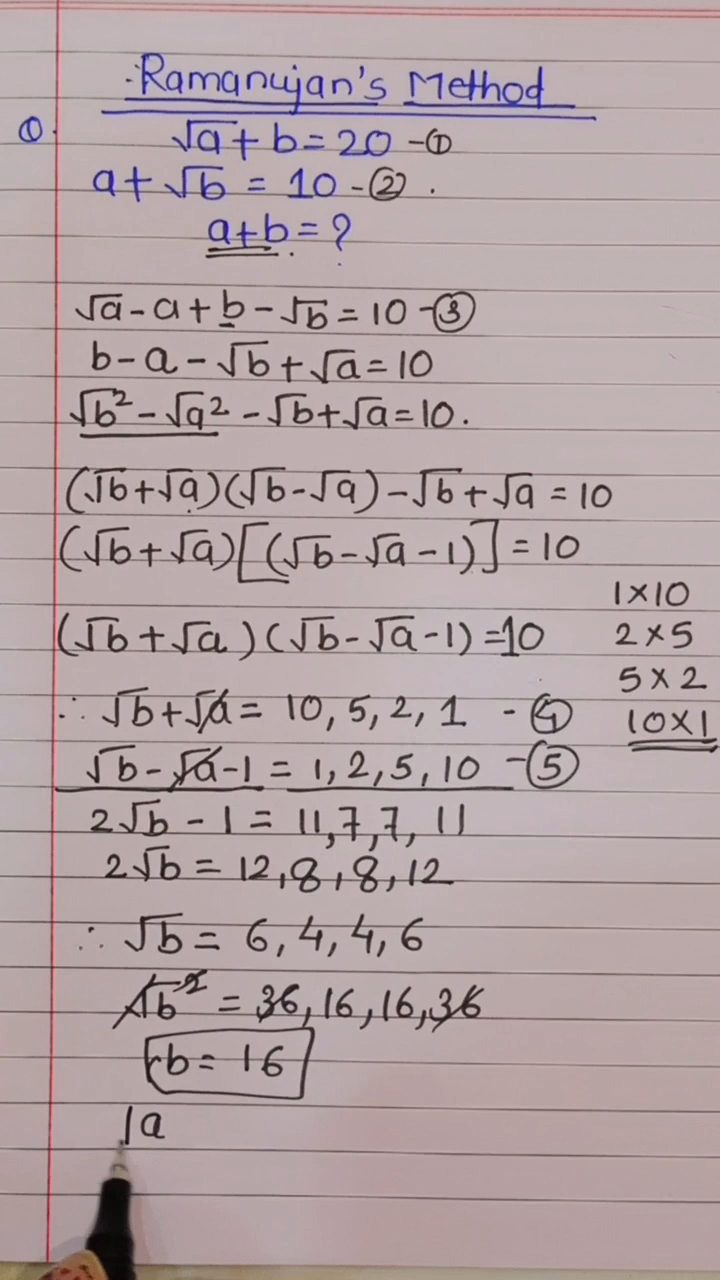 Ramanujan's Method
①.
√a + b = 20 -①
a + √b = 10 -②.
a+b = ?
√a - a + b - √b = 10 -③
b - a - √b + √a = 10
√b² - √a² - √b + √a = 10.
(√b+√a)(√b-√a) - √b + √a = 10
(√b + √a)[(√b - √a - 1)] = 10
1×10
(√b + √a)(√b - √a - 1) = 10
2×5
5×2
∴ √b + √a = 10, 5, 2, 1 -④
10×1
√b - √a - 1 = 1, 2, 5, 10 -⑤
2√b - 1 = 11, 7, 7, 11
2√b = 12, 8, 8, 12
∴ √b = 6, 4, 4, 6
√b² = 36, 16, 16, 36
b = 16
√a